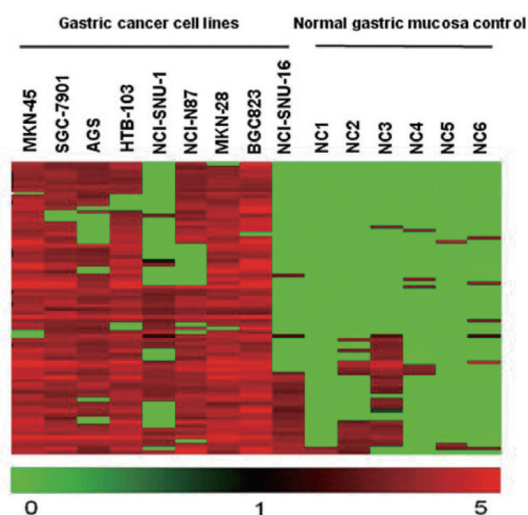 Gastric cancer cell lines
Normal gastric mucosa control
MKN-45
SGC-7901
AGS
HTB-103
NCI-SNU-1
NCI-N87
MKN-28
BGC823
NCI-SNU-16
NC1
NC2
NC3
NC4
NC5
NC6
0 1 5